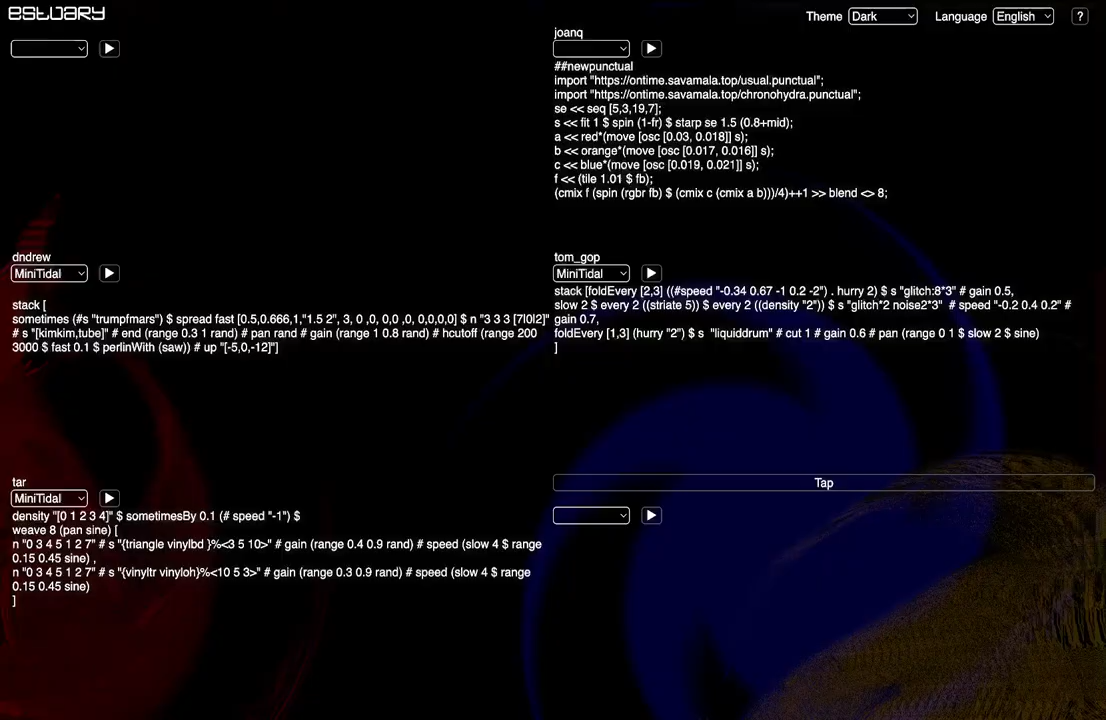 estuary
Theme Dark Language English ?
joanq
##newpunctual
import "https://ontime.savamala.top/usual.punctual";
import "https://ontime.savamala.top/chronohydra.punctual";
se << seq [5,3,19,7];
s << fit 1 $ spin (1-fr) $ starp se 1.5 (0.8+mid);
a << red*(move [osc [0.03, 0.018]] s);
b << orange*(move [osc [0.017, 0.016]] s);
c << blue*(move [osc [0.019, 0.021]] s);
f << (tile 1.01 $ fb);
(cmix f (spin (rgbr fb) $ (cmix c (cmix a b)))/4)++1 >> blend <> 8;
dndrew
MiniTidal
stack [
sometimes (#s "trumpfmars") $ spread fast [0.5,0.666,1,"1.5 2", 3, 0 ,0, 0,0 ,0, 0,0,0,0] $ n "3 3 3 [7!0!2]"
# s "[kimkim,tube]" # end (range 0.3 1 rand) # pan rand # gain (range 1 0.8 rand) # hcutoff (range 200
3000 $ fast 0.1 $ perlinWith (saw)) # up "[-5,0,-12]"]
tom_gop
MiniTidal
stack [foldEvery [2,3] ((#speed "-0.34 0.67 -1 0.2 -2") . hurry 2) $ s "glitch:8*3" # gain 0.5,
slow 2 $ every 2 ((striate 5)) $ every 2 ((density "2")) $ s "glitch*2 noise2*3" # speed "-0.2 0.4 0.2" #
gain 0.7,
foldEvery [1,3] (hurry "2") $ s "liquiddrum" # cut 1 # gain 0.6 # pan (range 0 1 $ slow 2 $ sine)
]
tar
MiniTidal
density "[0 1 2 3 4]" $ sometimesBy 0.1 (# speed "-1") $
weave 8 (pan sine) [
n "0 3 4 5 1 2 7" # s "{triangle vinylbd }%<3 5 10>" # gain (range 0.4 0.9 rand) # speed (slow 4 $ range
0.15 0.45 sine) ,
n "0 3 4 5 1 2 7" # s "{vinyltr vinyloh}%<10 5 3>" # gain (range 0.3 0.9 rand) # speed (slow 4 $ range
0.15 0.45 sine)
]
Tap